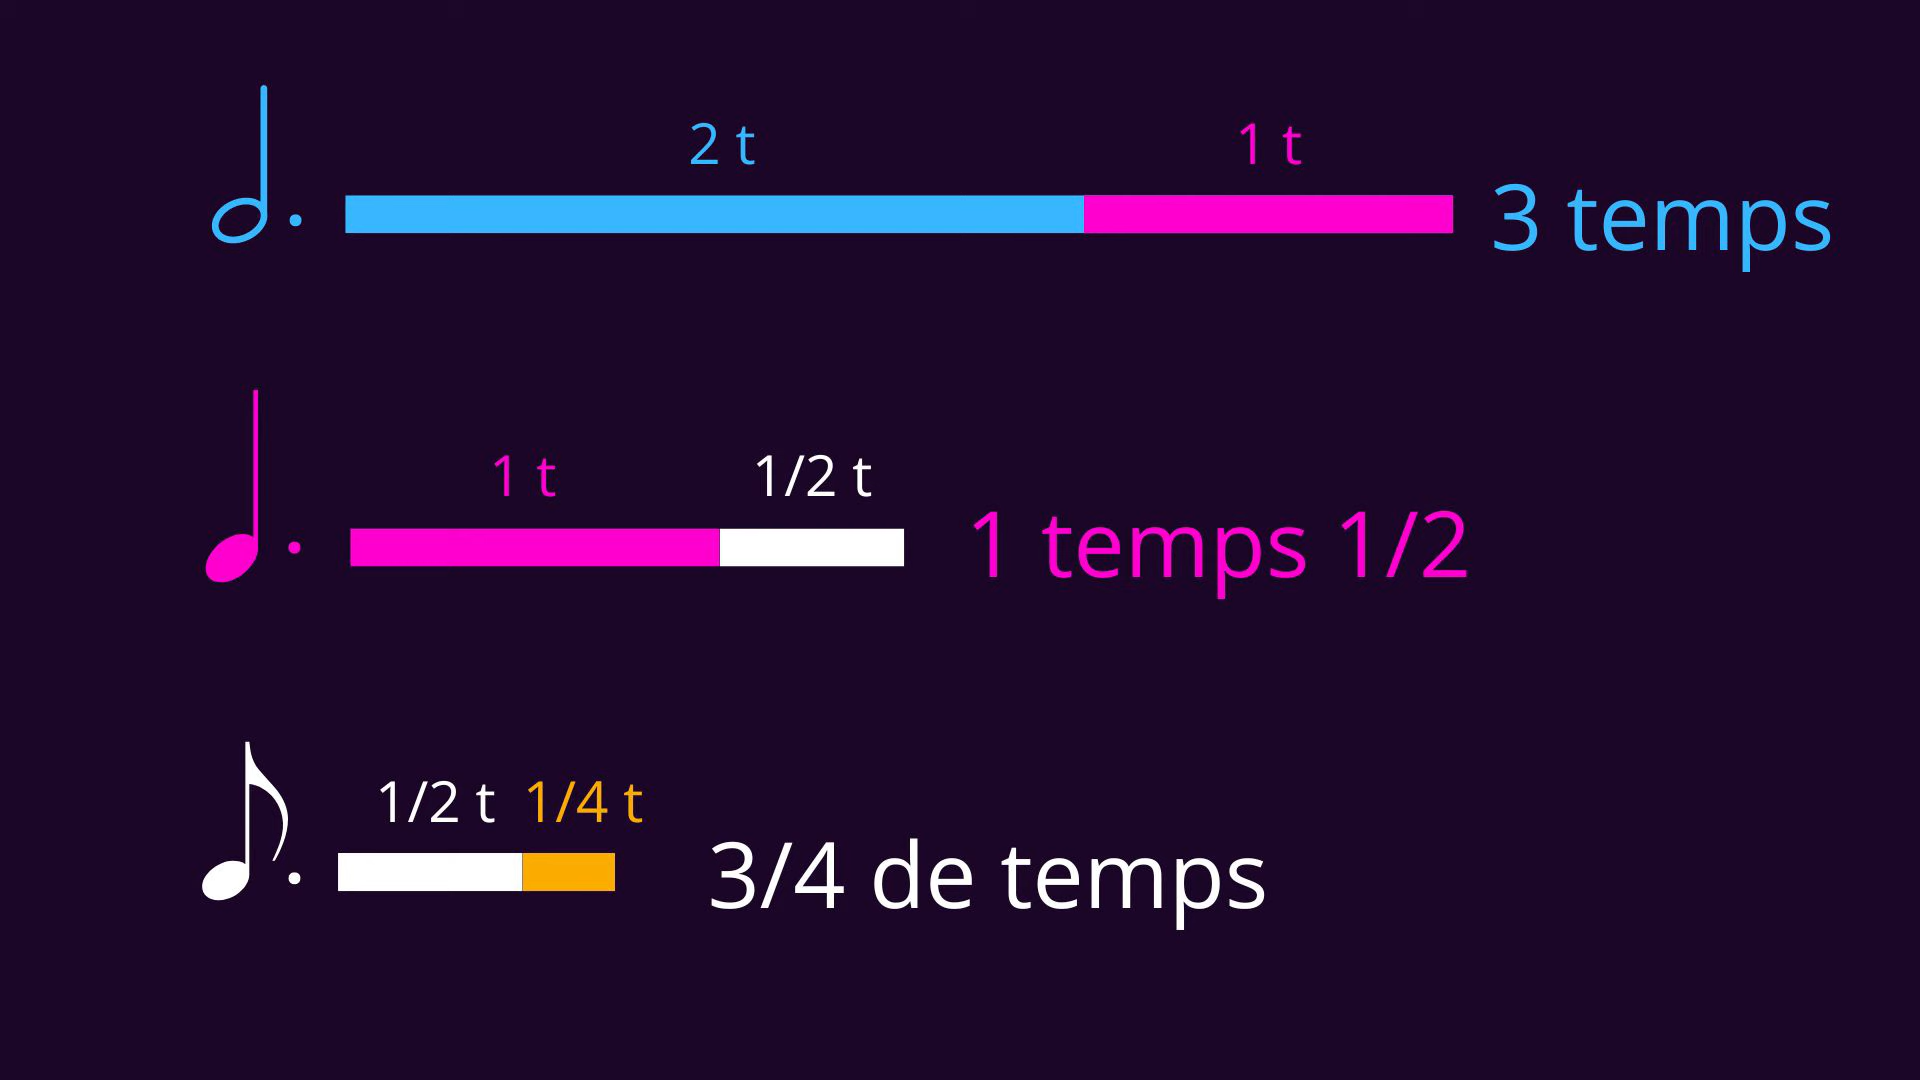 2 t
1 t
3 temps
1 t
1/2 t
1 temps 1/2
1/2 t
1/4 t
3/4 de temps